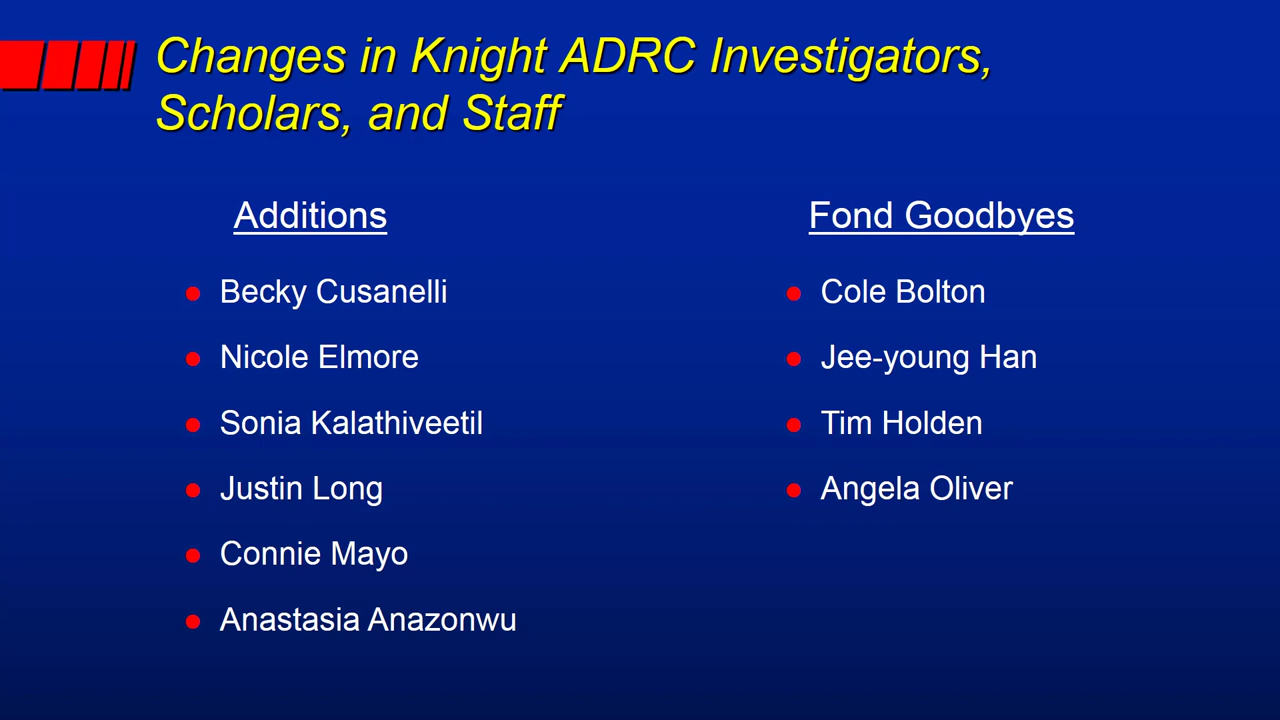 Changes in Knight ADRC Investigators,
Scholars, and Staff
Additions
Becky Cusanelli
Nicole Elmore
Sonia Kalathiveetil
Justin Long
Connie Mayo
Anastasia Anazonwu
Fond Goodbyes
Cole Bolton
Jee-young Han
Tim Holden
Angela Oliver